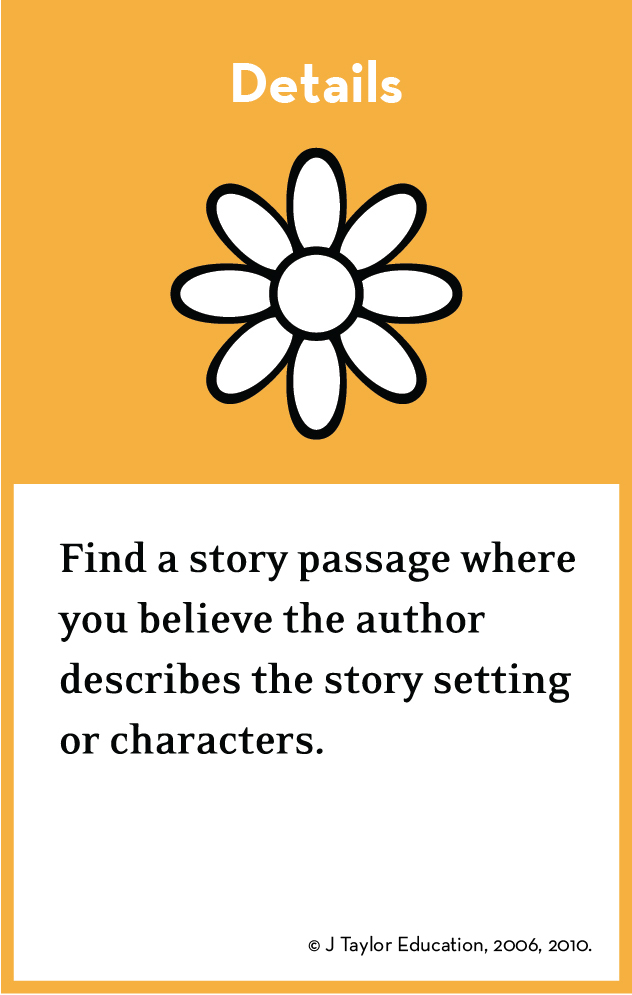 Details
Find a story passage where
you believe the author
describes the story setting
or characters.
© J Taylor Education, 2006, 2010.